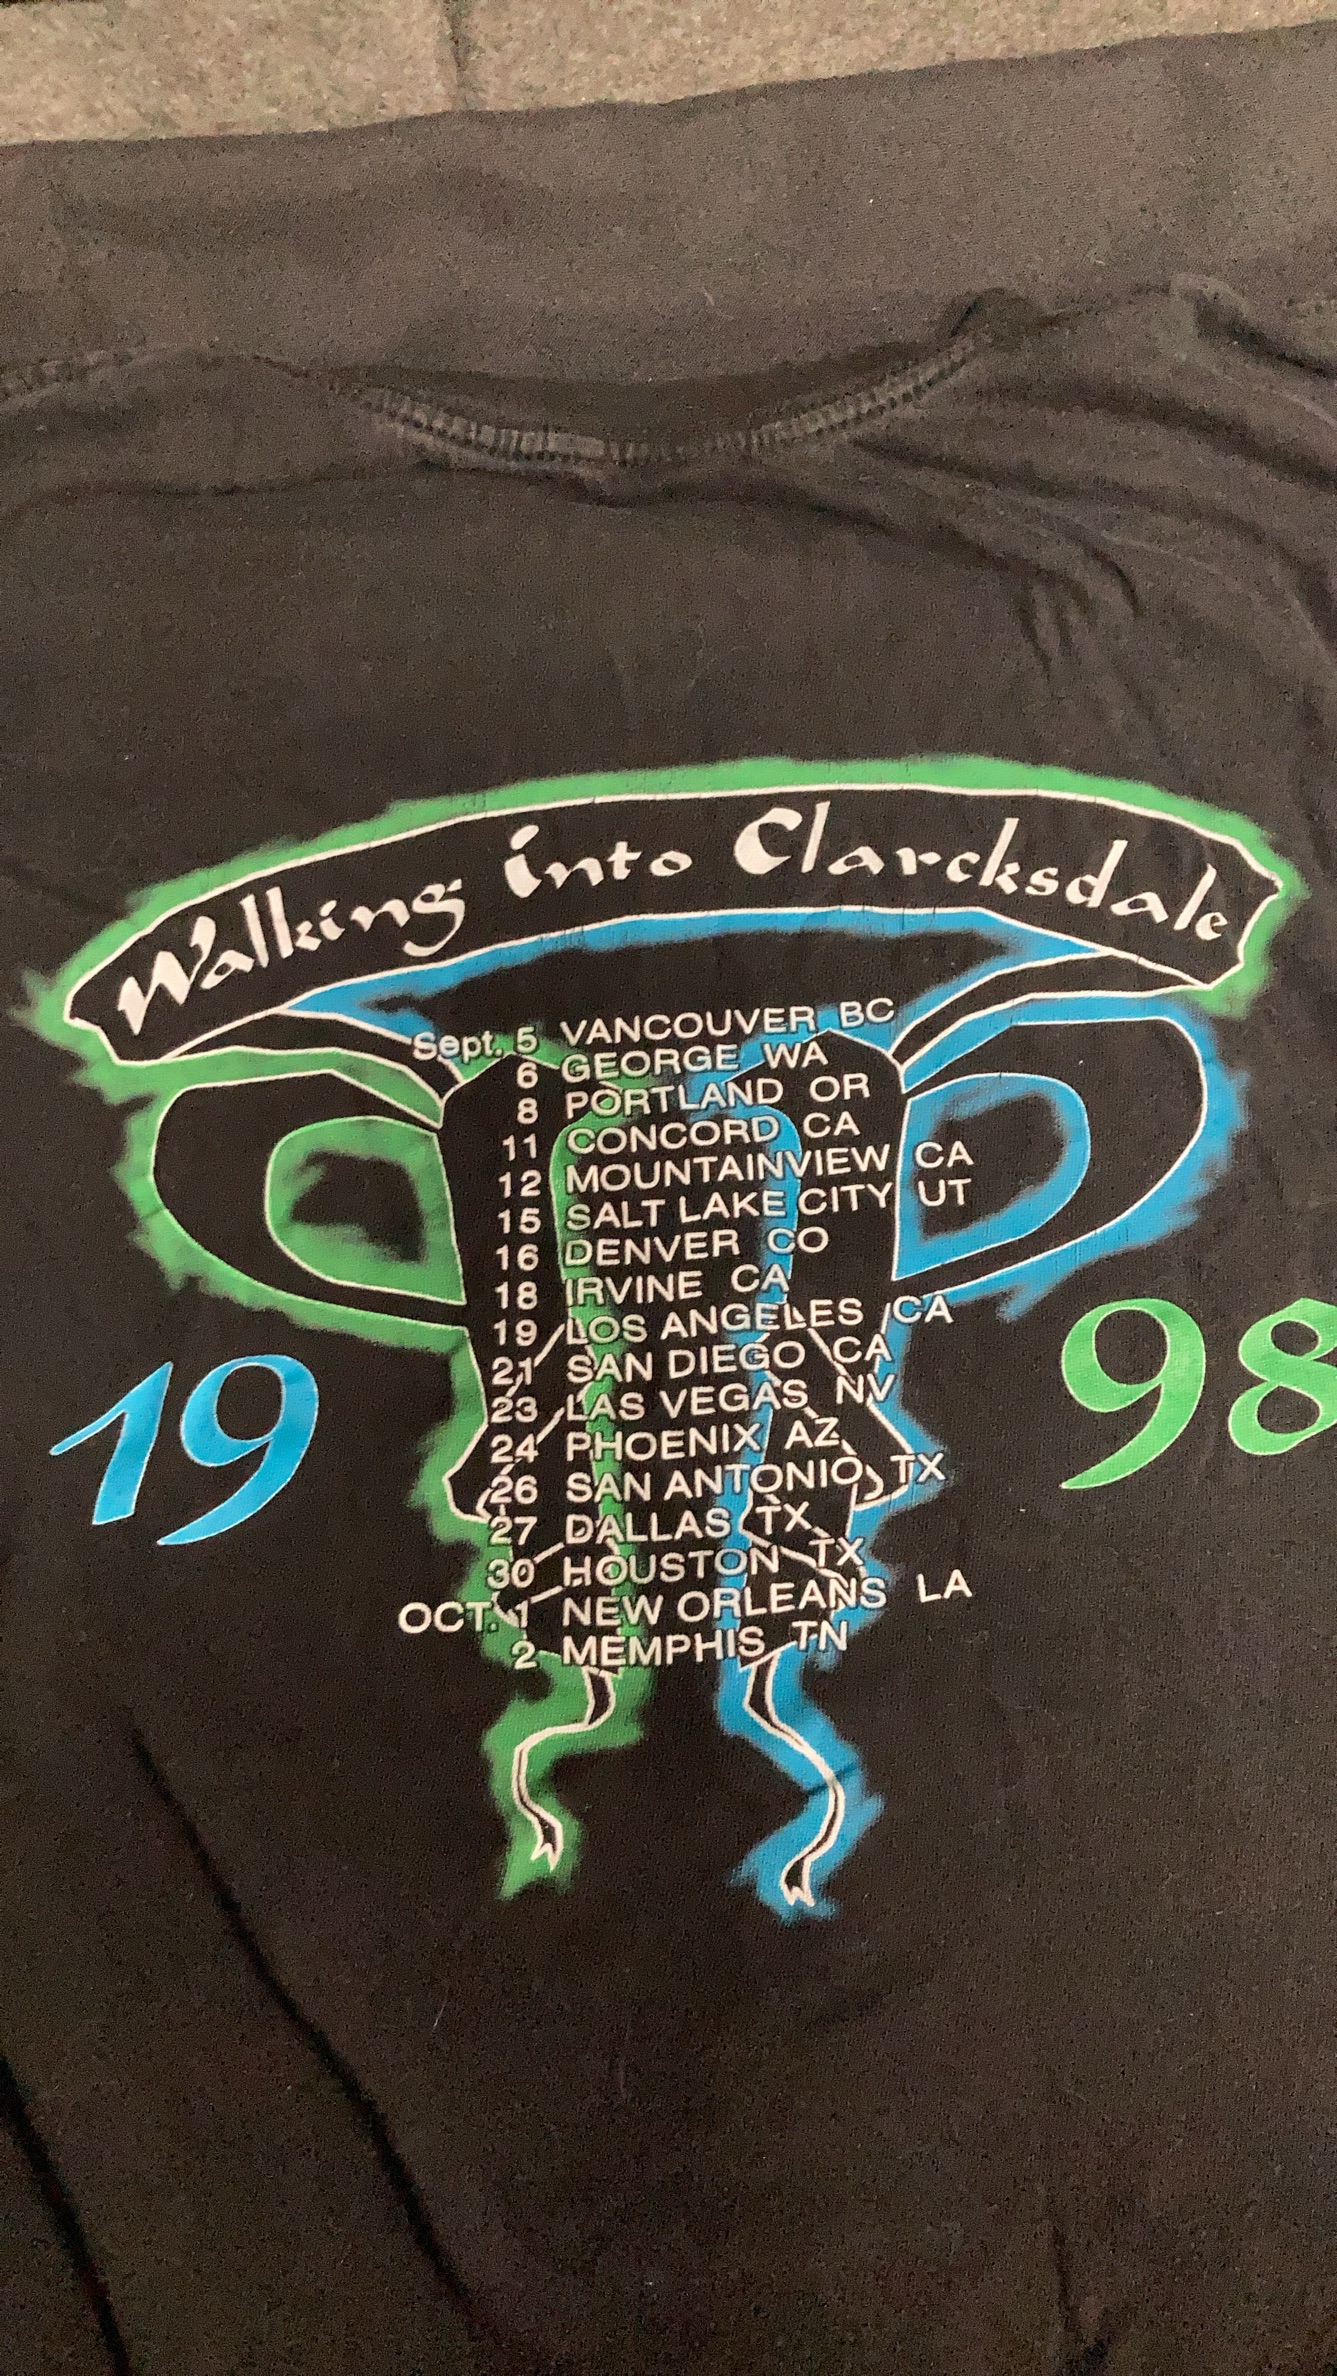 Walking into Clarcksdale
Sept. 5 VANCOUVER BC
6 GEORGE WA
8 PORTLAND OR
11 CONCORD CA
12 MOUNTAINVIEW CA
15 SALT LAKE CITY UT
16 DENVER CO
18 IRVINE CA
19 LOS ANGELES CA
21 SAN DIEGO CA
23 LAS VEGAS NV
24 PHOENIX AZ
26 SAN ANTONIO TX
27 DALLAS TX
30 HOUSTON TX
OCT. 1 NEW ORLEANS LA
2 MEMPHIS TN
19 98